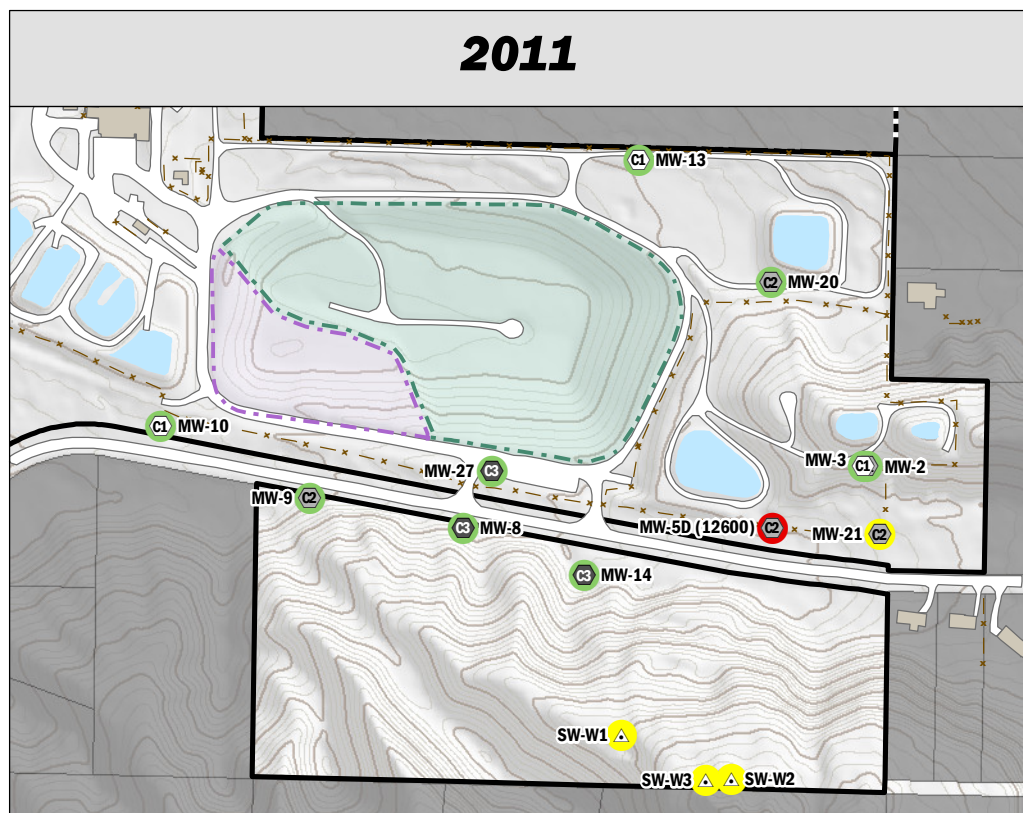 2011
C1 MW-13
C2 MW-20
C1 MW-10
MW-3 C1 MW-2
MW-27 C3
MW-9 C2
C3 MW-8
MW-5D (12600) C2
MW-21 C2
C3 MW-14
SW-W1
SW-W3 SW-W2